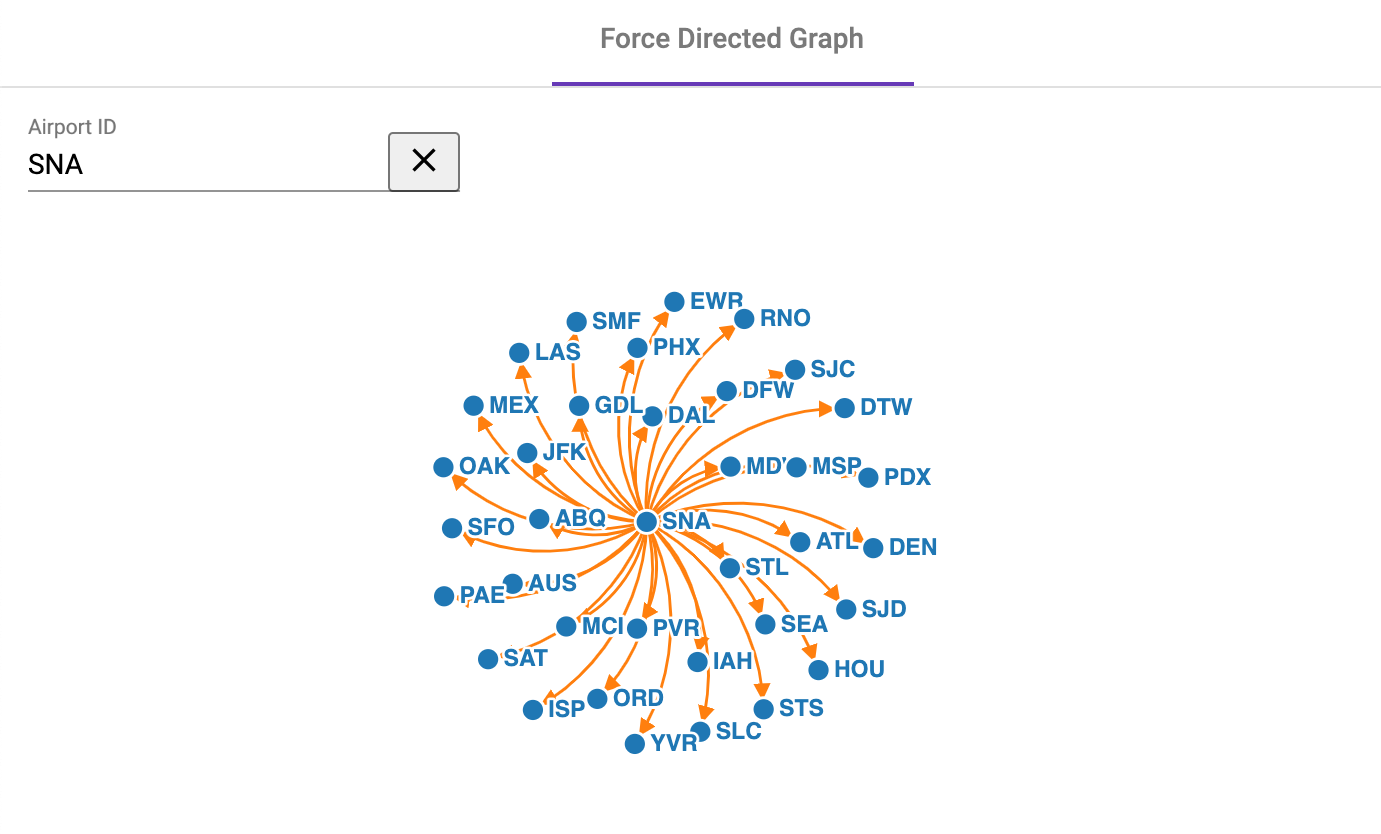 Force Directed Graph
Airport ID
SNA
EWR
RNO
SMF
PHX
LAS
SJC
DFW
MEX
GDL
DAL
DTW
JFK
OAK
MSP
PDX
ABQ
SNA
SFO
ATL
DEN
STL
AUS
PAE
SJD
MCI
PVR
SEA
SAT
IAH
HOU
ISP
ORD
STS
YVR
SLC